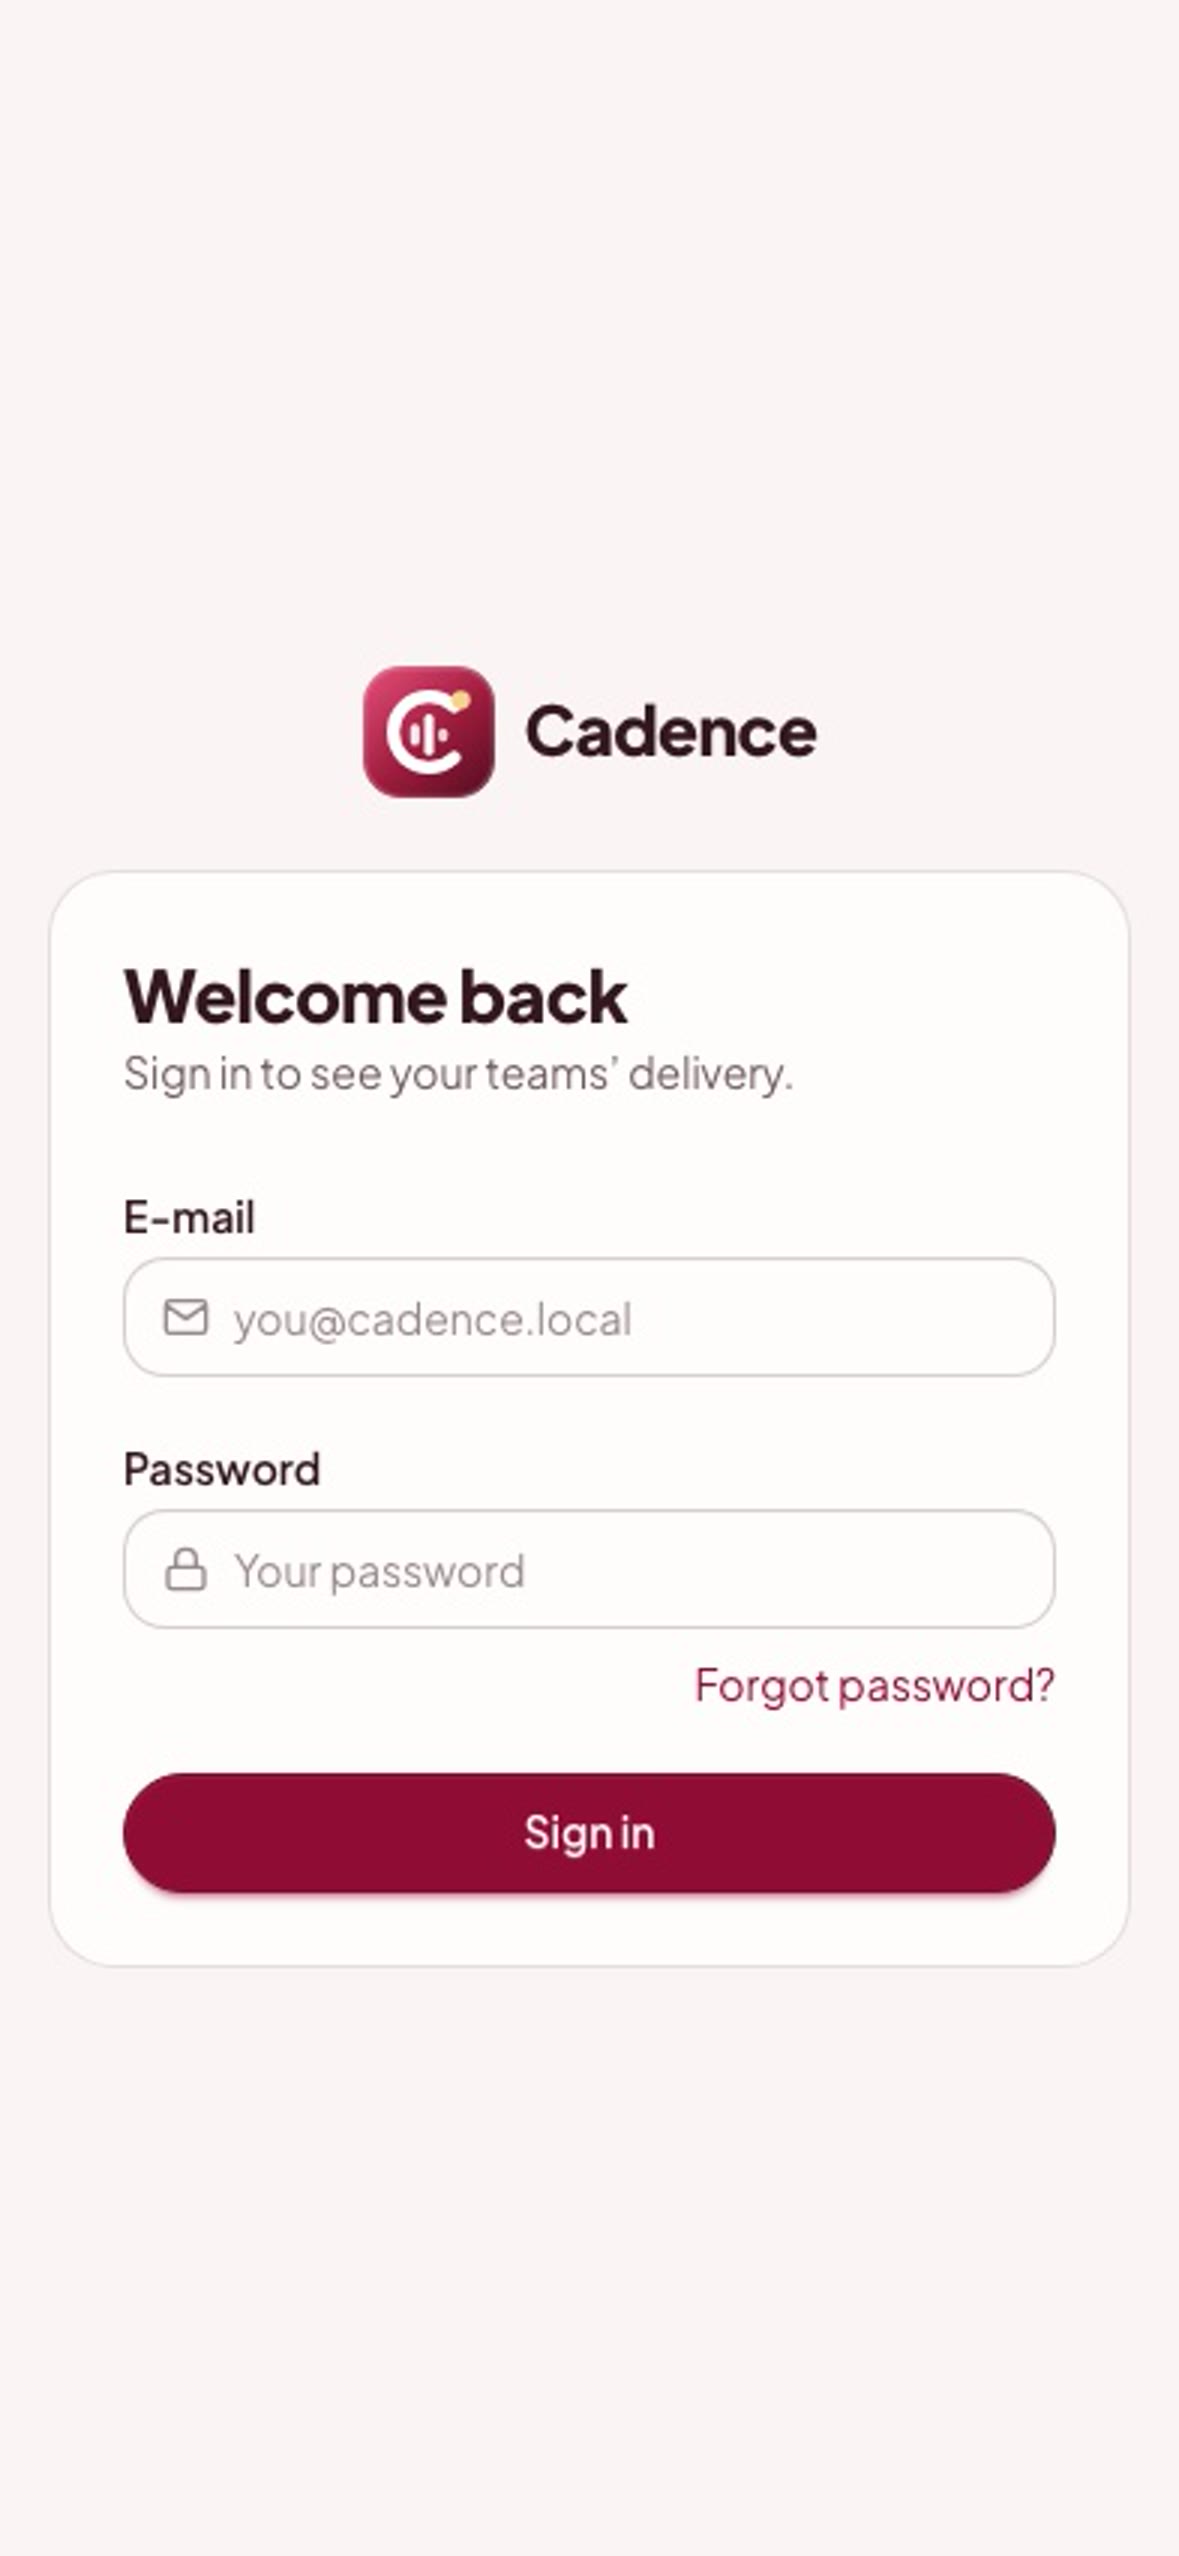 Cadence
Welcome back
Sign in to see your teams’ delivery.
E-mail
you@cadence.local
Password
Your password
Forgot password?
Sign in